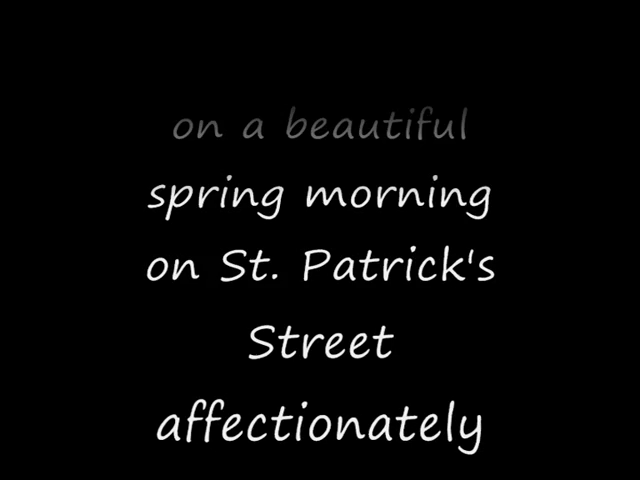 on a beautiful
spring morning
on St. Patrick's
Street
affectionately